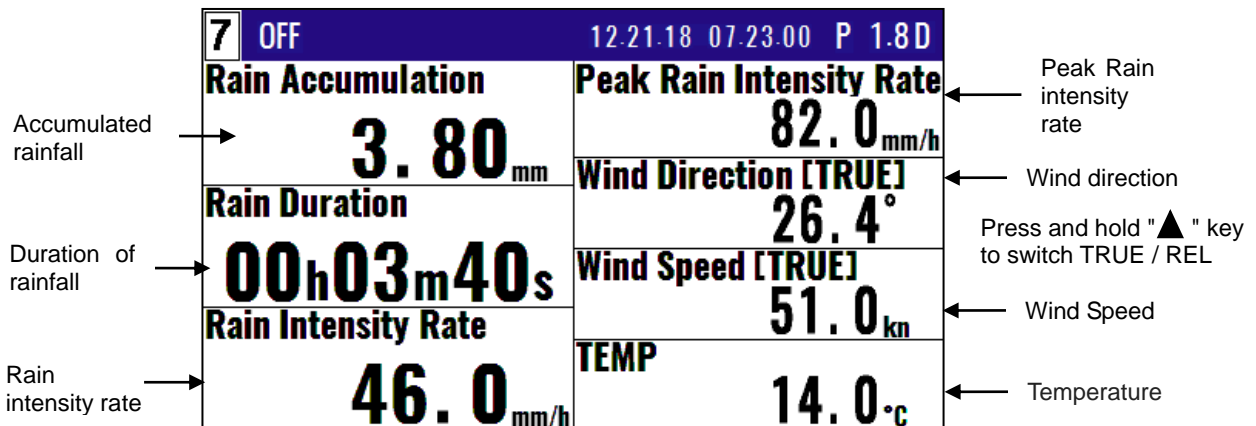 7 OFF 12-21-18 07-23-00 P 1.8D
Rain Accumulation
3.80mm
Rain Duration
00h03m40s
Rain Intensity Rate
46.0mm/h
Peak Rain Intensity Rate
82.0mm/h
Wind Direction [TRUE]
26.4°
Wind Speed [TRUE]
51.0kn
TEMP
14.0°C
Accumulated
rainfall
Duration of
rainfall
Rain
intensity rate
Peak Rain
intensity
rate
Wind direction
Press and hold "▲ " key
to switch TRUE / REL
Wind Speed
Temperature